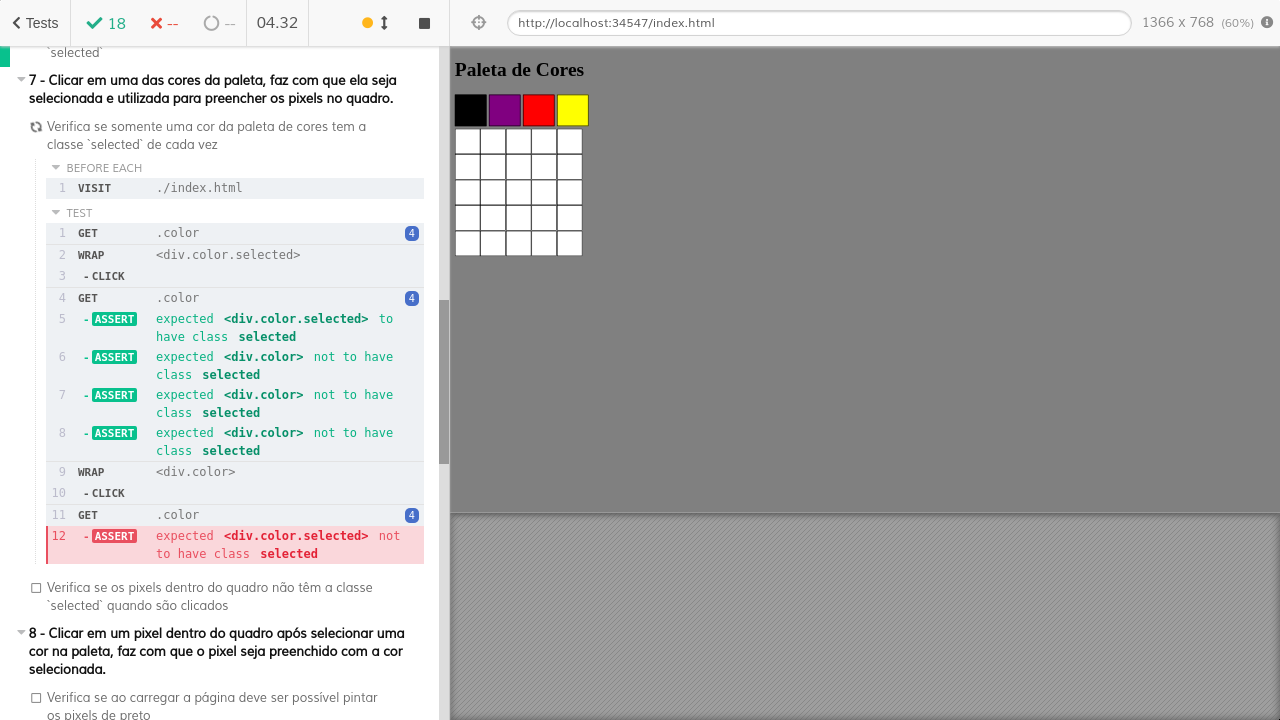 Tests 18 -- -- 04.32 http://localhost:34547/index.html 1366 x 768 (60%)
`selected`
7 - Clicar em uma das cores da paleta, faz com que ela seja
selecionada e utilizada para preencher os pixels no quadro.
Verifica se somente uma cor da paleta de cores tem a
classe `selected` de cada vez
BEFORE EACH
1 VISIT ./index.html
TEST
1 GET .color 4
2 WRAP <div.color.selected>
3 -CLICK
4 GET .color 4
5 -ASSERT expected <div.color.selected> to
have class selected
6 -ASSERT expected <div.color> not to have
class selected
7 -ASSERT expected <div.color> not to have
class selected
8 -ASSERT expected <div.color> not to have
class selected
9 WRAP <div.color>
10 -CLICK
11 GET .color 4
12 -ASSERT expected <div.color.selected> not
to have class selected
Verifica se os pixels dentro do quadro não têm a classe
`selected` quando são clicados
8 - Clicar em um pixel dentro do quadro após selecionar uma
cor na paleta, faz com que o pixel seja preenchido com a cor
selecionada.
Verifica se ao carregar a página deve ser possível pintar
os pixels de preto
Paleta de Cores